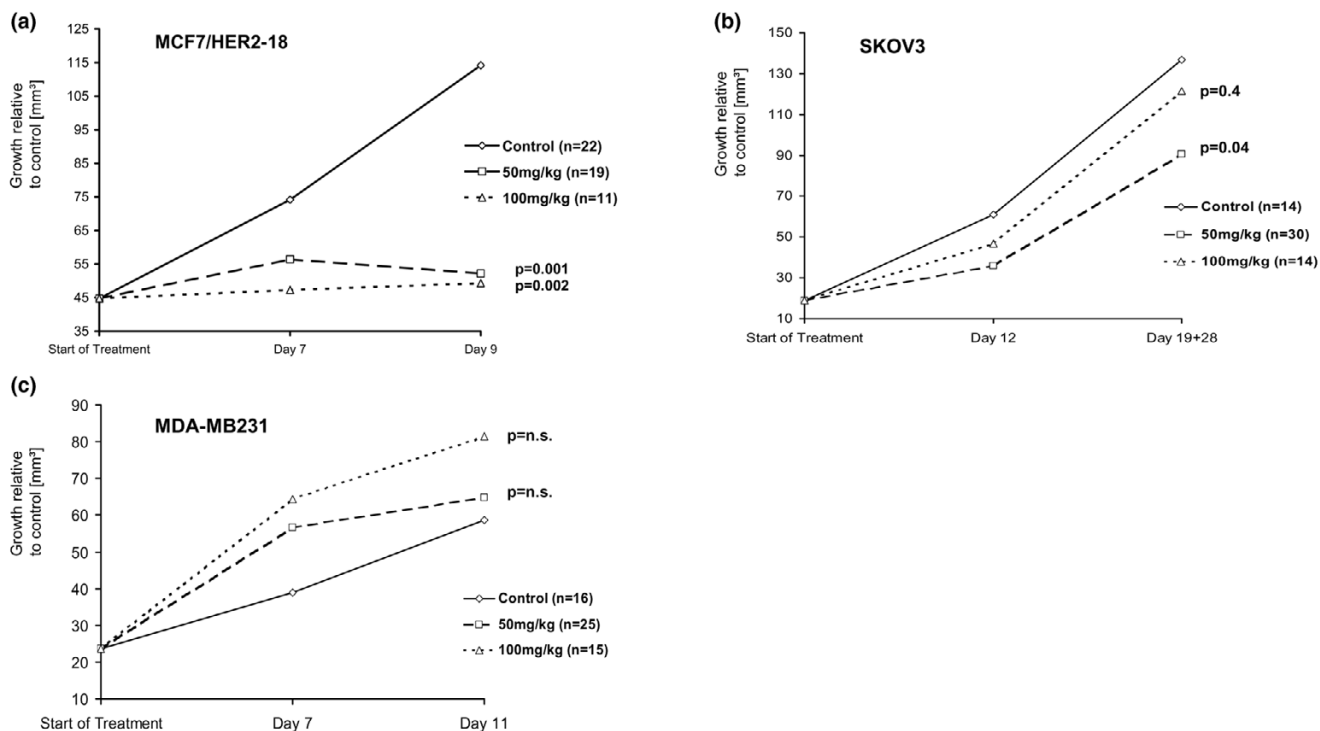 (a)
MCF7/HER2-18
Growth relative
to control [mm³]
125
115
105
95
85
75
65
55
45
35
Start of Treatment
Day 7
Day 9
Control (n=22)
50mg/kg (n=19)
100mg/kg (n=11)
p=0.001
p=0.002
(b)
SKOV3
Growth relative
to control [mm³]
150
130
110
90
70
50
30
10
Start of Treatment
Day 12
Day 19+28
p=0.4
p=0.04
Control (n=14)
50mg/kg (n=30)
100mg/kg (n=14)
(c)
MDA-MB231
Growth relative
to control [mm³]
90
80
70
60
50
40
30
20
10
Start of Treatment
Day 7
Day 11
p=n.s.
p=n.s.
Control (n=16)
50mg/kg (n=25)
100mg/kg (n=15)